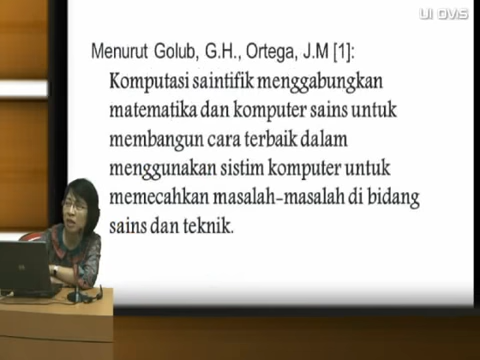 UI OViS
Menurut Golub, G.H., Ortega, J.M [1]:
Komputasi saintifik menggabungkan
matematika dan komputer sains untuk
membangun cara terbaik dalam
menggunakan sistim komputer untuk
memecahkan masalah-masalah di bidang
sains dan teknik.